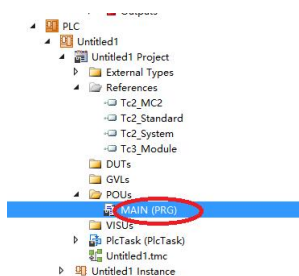 PLC
Untitled1
Untitled1 Project
External Types
References
Tc2_MC2
Tc2_Standard
Tc2_System
Tc3_Module
DUTs
GVLs
POUs
MAIN (PRG)
VISUs
PlcTask (PlcTask)
Untitled1.tmc
Untitled1 Instance